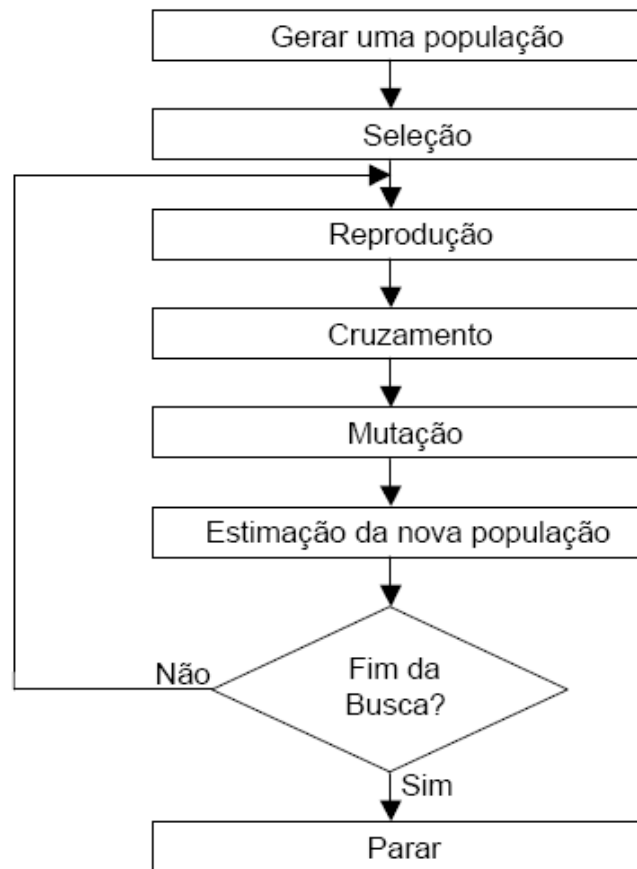 Gerar uma população
Seleção
Reprodução
Cruzamento
Mutação
Estimação da nova população
Não
Fim da
Busca?
Sim
Parar